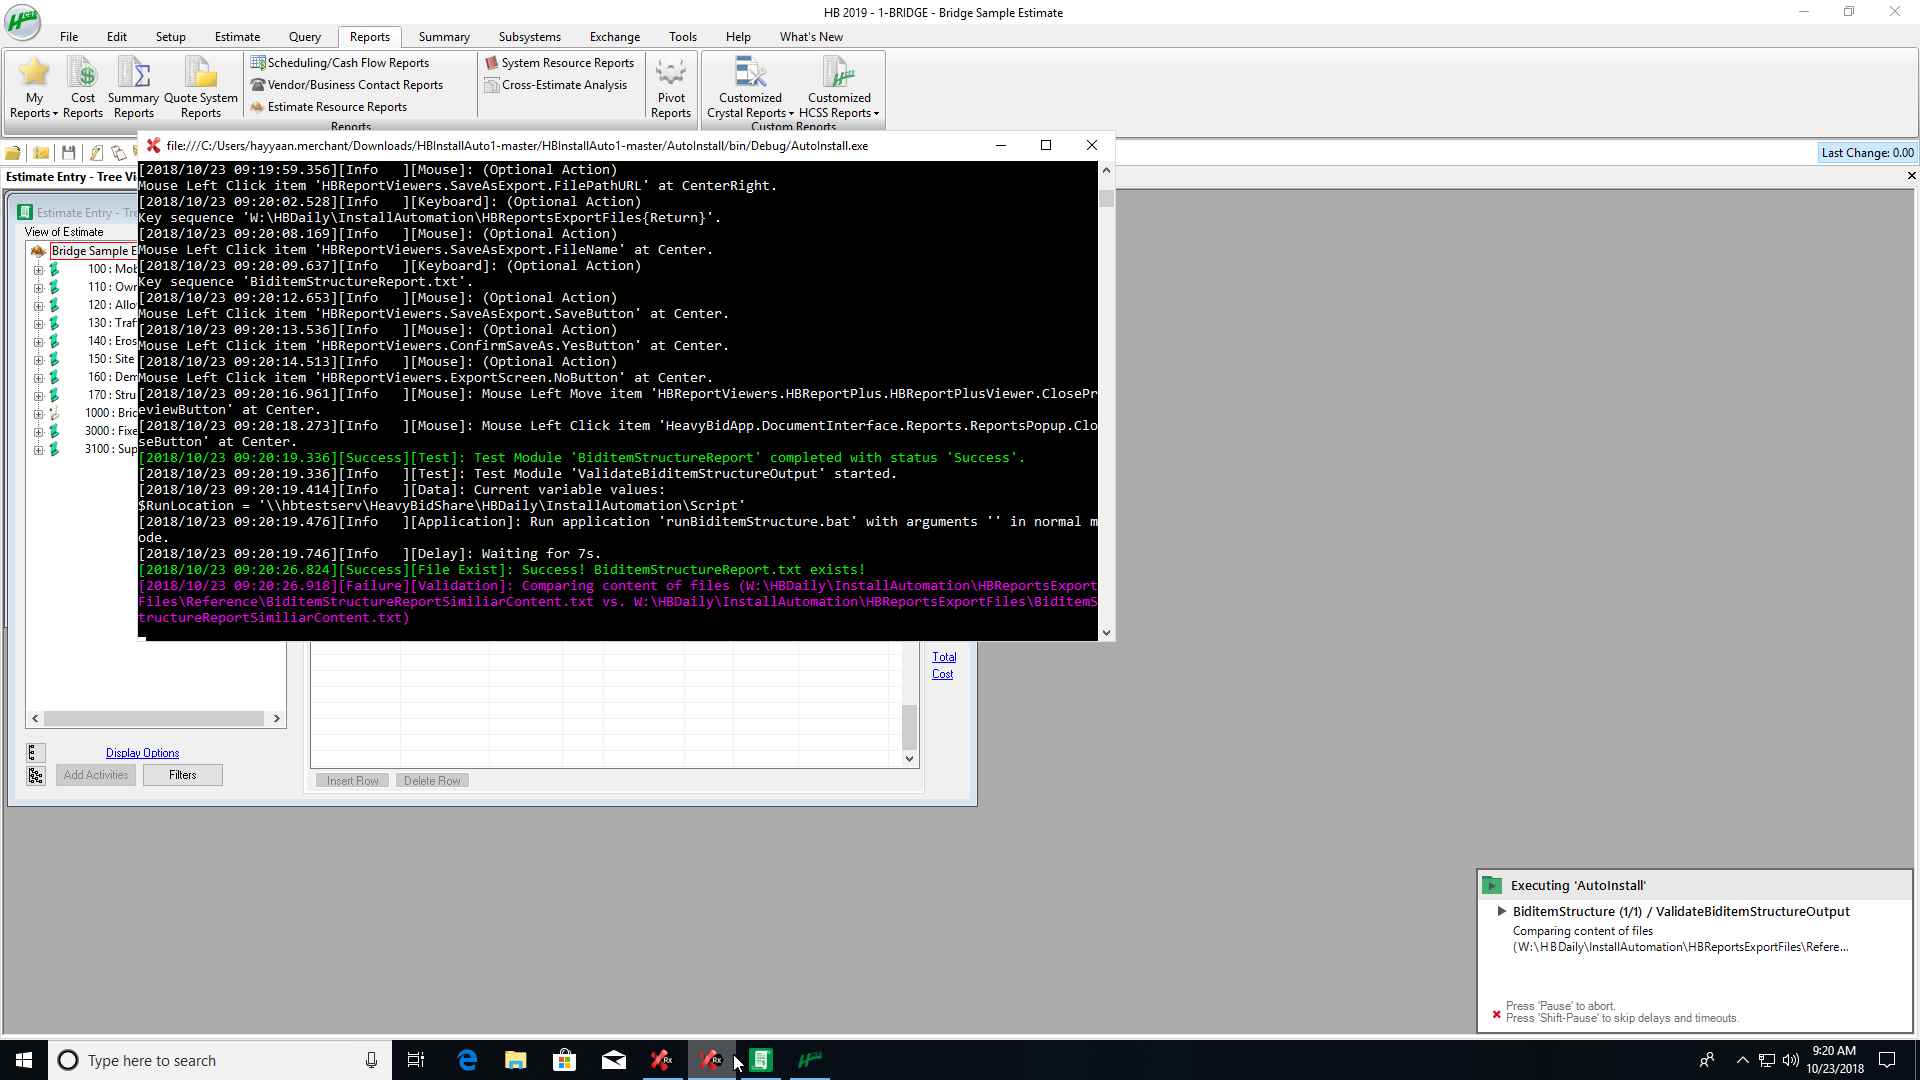 HB 2019 - 1-BRIDGE - Bridge Sample Estimate
File Edit Setup Estimate Query Reports Summary Subsystems Exchange Tools Help What's New
My Reports
Cost Reports
Summary Reports
Quote System Reports
Scheduling/Cash Flow Reports
Vendor/Business Contact Reports
Estimate Resource Reports
System Resource Reports
Cross-Estimate Analysis
Pivot Reports
Customized Crystal Reports
Customized HCSS Reports
Reports
Custom Reports
Last Change: 0.00
Estimate Entry - Tree Vi
Estimate Entry - Tre
View of Estimate
Bridge Sample E
100 : Mob
110 : Own
120 : Allo
130 : Traf
140 : Eros
150 : Site
160 : Dem
170 : Stru
1000 : Brid
3000 : Fixe
3100 : Sup
file:///C:/Users/hayyaan.merchant/Downloads/HBInstallAuto1-master/HBInstallAuto1-master/AutoInstall/bin/Debug/AutoInstall.exe
[2018/10/23 09:19:59.356][Info   ][Mouse]: (Optional Action)
Mouse Left Click item 'HBReportViewers.SaveAsExport.FilePathURL' at CenterRight.
[2018/10/23 09:20:02.528][Info   ][Keyboard]: (Optional Action)
Key sequence 'W:\HBDaily\InstallAutomation\HBReportsExportFiles{Return}'.
[2018/10/23 09:20:08.169][Info   ][Mouse]: (Optional Action)
Mouse Left Click item 'HBReportViewers.SaveAsExport.FileName' at Center.
[2018/10/23 09:20:09.637][Info   ][Keyboard]: (Optional Action)
Key sequence 'BiditemStructureReport.txt'.
[2018/10/23 09:20:12.653][Info   ][Mouse]: (Optional Action)
Mouse Left Click item 'HBReportViewers.SaveAsExport.SaveButton' at Center.
[2018/10/23 09:20:13.536][Info   ][Mouse]: (Optional Action)
Mouse Left Click item 'HBReportViewers.ConfirmSaveAs.YesButton' at Center.
[2018/10/23 09:20:14.513][Info   ][Mouse]: (Optional Action)
Mouse Left Click item 'HBReportViewers.ExportScreen.NoButton' at Center.
[2018/10/23 09:20:16.961][Info   ][Mouse]: Mouse Left Move item 'HBReportViewers.HBReportPlus.HBReportPlusViewer.ClosePr
eviewButton' at Center.
[2018/10/23 09:20:18.273][Info   ][Mouse]: Mouse Left Click item 'HeavyBidApp.DocumentInterface.Reports.ReportsPopup.Clo
seButton' at Center.
[2018/10/23 09:20:19.336][Success][Test]: Test Module 'BiditemStructureReport' completed with status 'Success'.
[2018/10/23 09:20:19.336][Info   ][Test]: Test Module 'ValidateBiditemStructureOutput' started.
[2018/10/23 09:20:19.414][Info   ][Data]: Current variable values:
$RunLocation = '\\hbtestserv\HeavyBidShare\HBDaily\InstallAutomation\Script'
[2018/10/23 09:20:19.476][Info   ][Application]: Run application 'runBiditemStructure.bat' with arguments '' in normal m
ode.
[2018/10/23 09:20:19.746][Info   ][Delay]: Waiting for 7s.
[2018/10/23 09:20:26.824][Success][File Exist]: Success! BiditemStructureReport.txt exists!
[2018/10/23 09:20:26.918][Failure][Validation]: Comparing content of files (W:\HBDaily\InstallAutomation\HBReportsExport
Files\Reference\BiditemStructureReportSimiliarContent.txt vs. W:\HBDaily\InstallAutomation\HBReportsExportFiles\BiditemS
tructureReportSimiliarContent.txt)
Total
Cost
Display Options
Add Activities Filters
Insert Row Delete Row
Executing 'AutoInstall'
BiditemStructure (1/1) / ValidateBiditemStructureOutput
Comparing content of files
(W:\HBDaily\InstallAutomation\HBReportsExportFiles\Refere...
Press 'Pause' to abort.
Press 'Shift-Pause' to skip delays and timeouts.
Type here to search
9:20 AM
10/23/2018